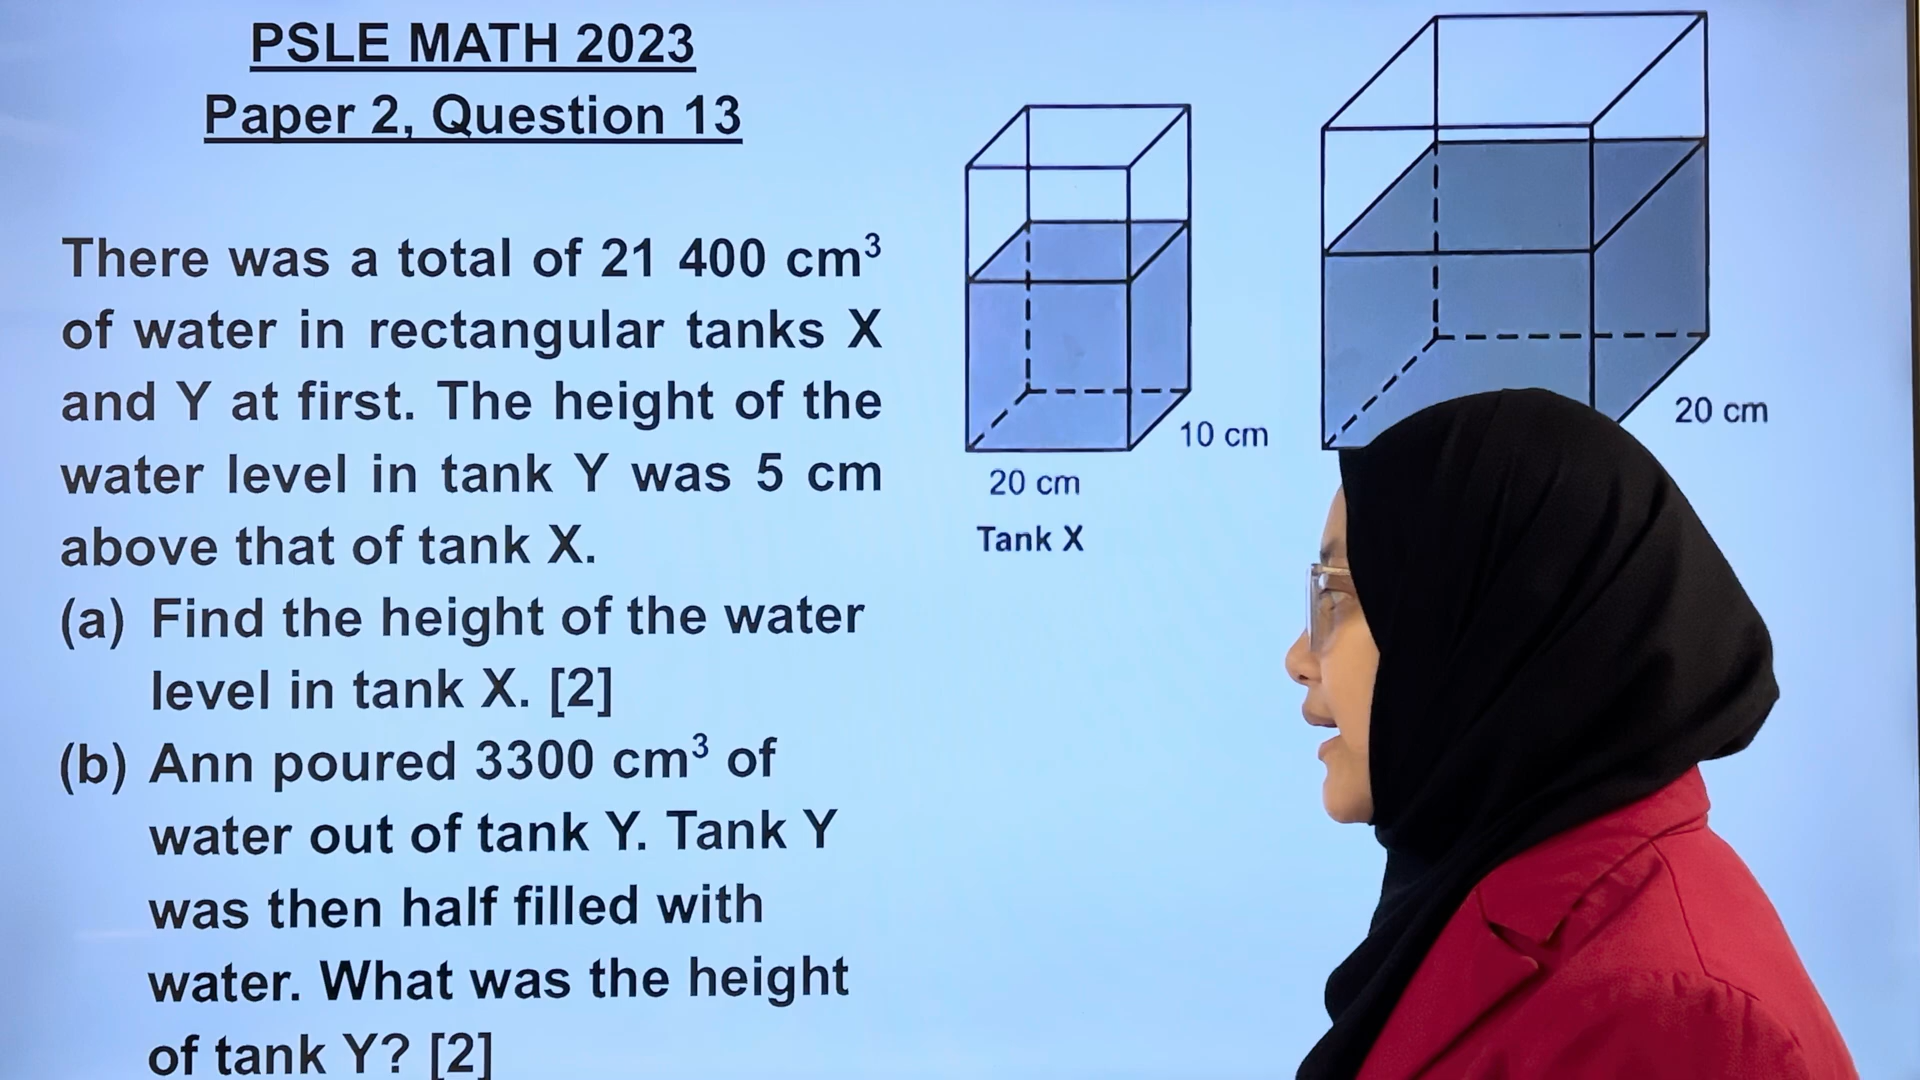 PSLE MATH 2023
Paper 2, Question 13
There was a total of 21 400 cm³
of water in rectangular tanks X
and Y at first. The height of the
water level in tank Y was 5 cm
above that of tank X.
(a) Find the height of the water
level in tank X. [2]
(b) Ann poured 3300 cm³ of
water out of tank Y. Tank Y
was then half filled with
water. What was the height
of tank Y? [2]
10 cm
20 cm
Tank X
20 cm